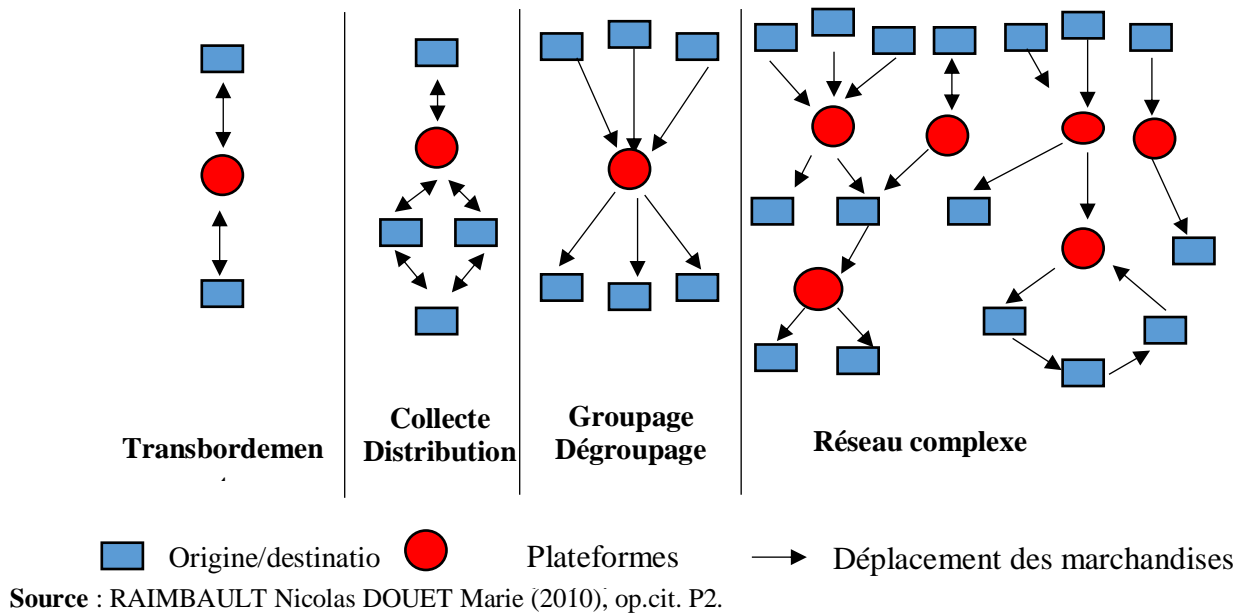 Transbordemen
Collecte
Distribution
Groupage
Dégroupage
Réseau complexe
Origine/destinatio
Plateformes
Déplacement des marchandises
Source : RAIMBAULT Nicolas DOUET Marie (2010), op.cit. P2.